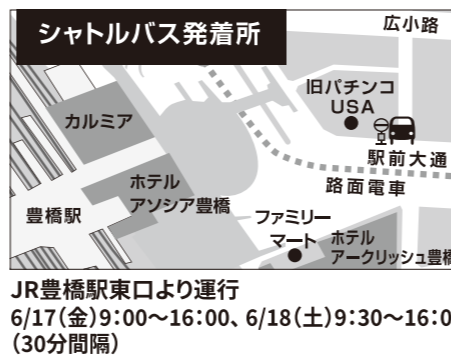 シャトルバス発着所
広小路
旧パチンコ
USA
カルミア
駅前大通
路面電車
ホテル
アソシア豊橋
豊橋駅
ファミリー
マート
ホテル
アークリッシュ豊橋
JR豊橋駅東口より運行
6/17(金)9:00〜16:00、6/18(土)9:30〜16:0
(30分間隔)